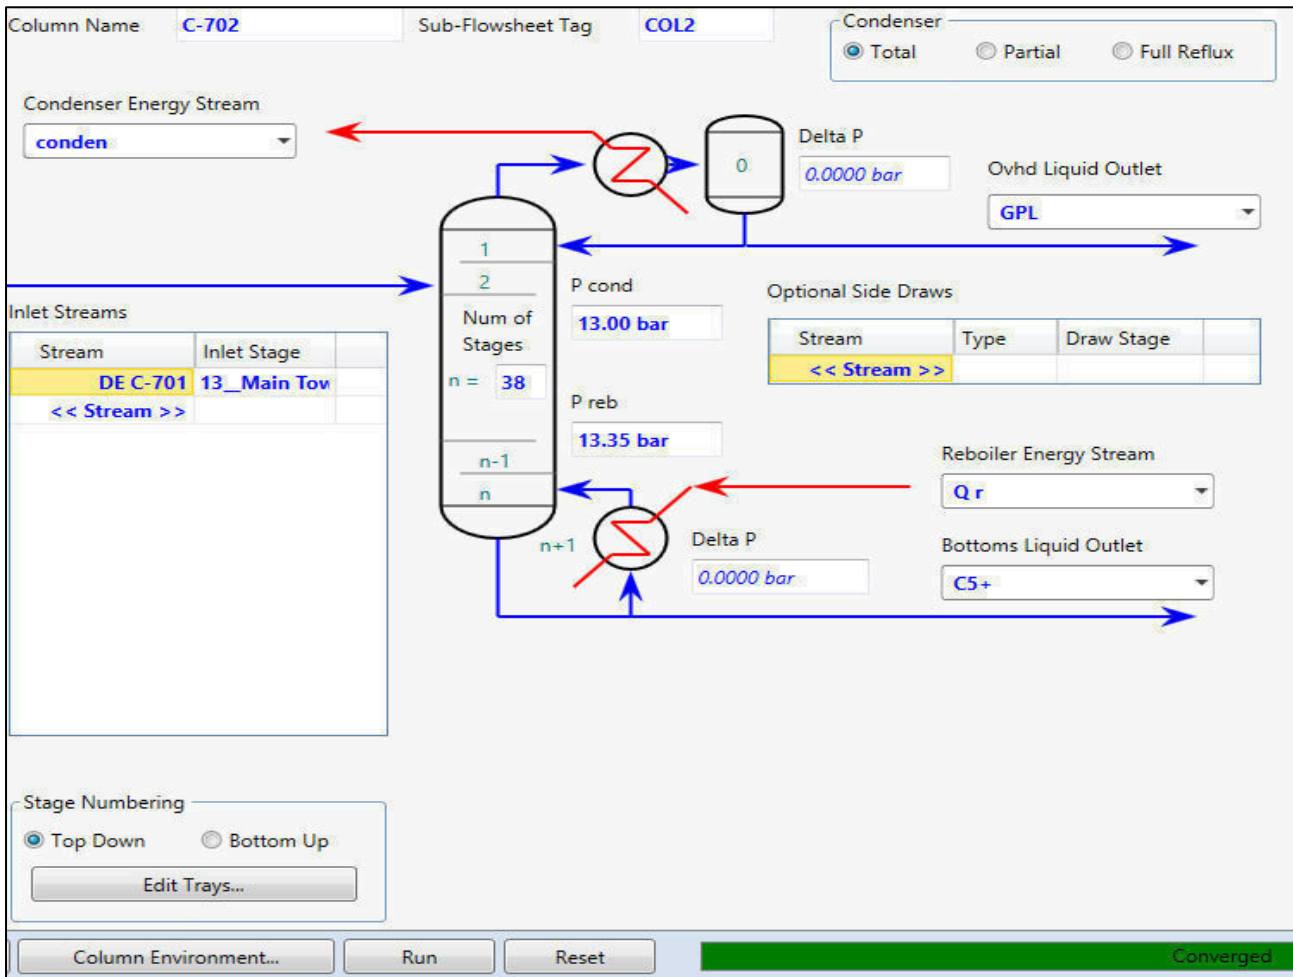 Column Name C-702 Sub-Flowsheet Tag COL2
Condenser
Total Partial Full Reflux
Condenser Energy Stream
conden
0
Delta P
0.0000 bar
Ovhd Liquid Outlet
GPL
1
2
Num of
Stages
n = 38
n-1
n
n+1
P cond
13.00 bar
P reb
13.35 bar
Inlet Streams
Stream Inlet Stage
DE C-701 13__Main Tow
<< Stream >>
Optional Side Draws
Stream Type Draw Stage
<< Stream >>
Reboiler Energy Stream
Q r
Delta P
0.0000 bar
Bottoms Liquid Outlet
C5+
Stage Numbering
Top Down Bottom Up
Edit Trays...
Column Environment... Run Reset Converged